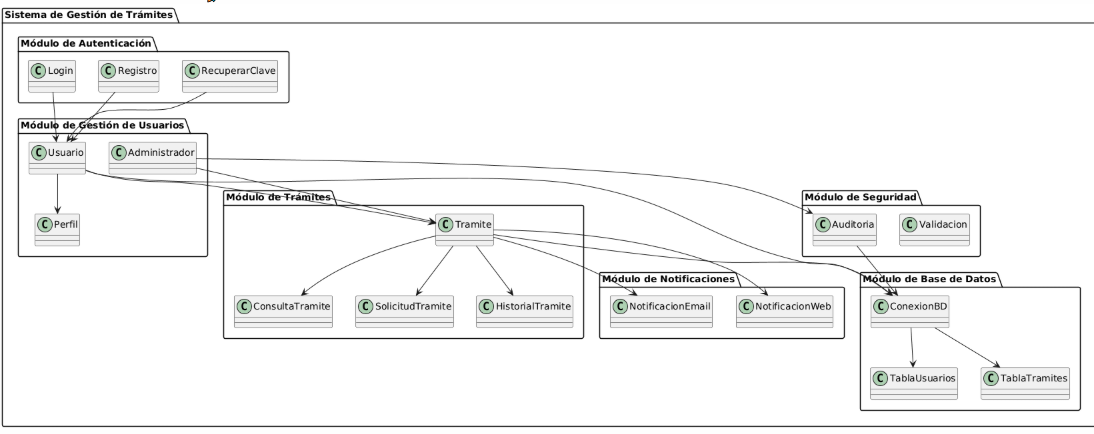 Sistema de Gestión de Trámites
Módulo de Autenticación
C Login
C Registro
C RecuperarClave
Módulo de Gestión de Usuarios
C Usuario
C Administrador
C Perfil
Módulo de Trámites
C Tramite
C ConsultaTramite
C SolicitudTramite
C HistorialTramite
Módulo de Notificaciones
C NotificacionEmail
C NotificacionWeb
Módulo de Seguridad
C Auditoria
C Validacion
Módulo de Base de Datos
C ConexionBD
C TablaUsuarios
C TablaTramites